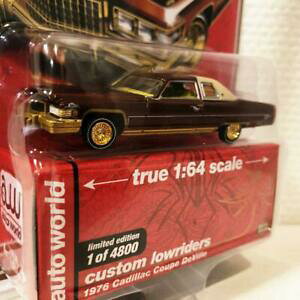 auto world
true 1:64 scale
limited edition
1 of 4800
custom lowriders
1976 Cadillac Coupe DeVille